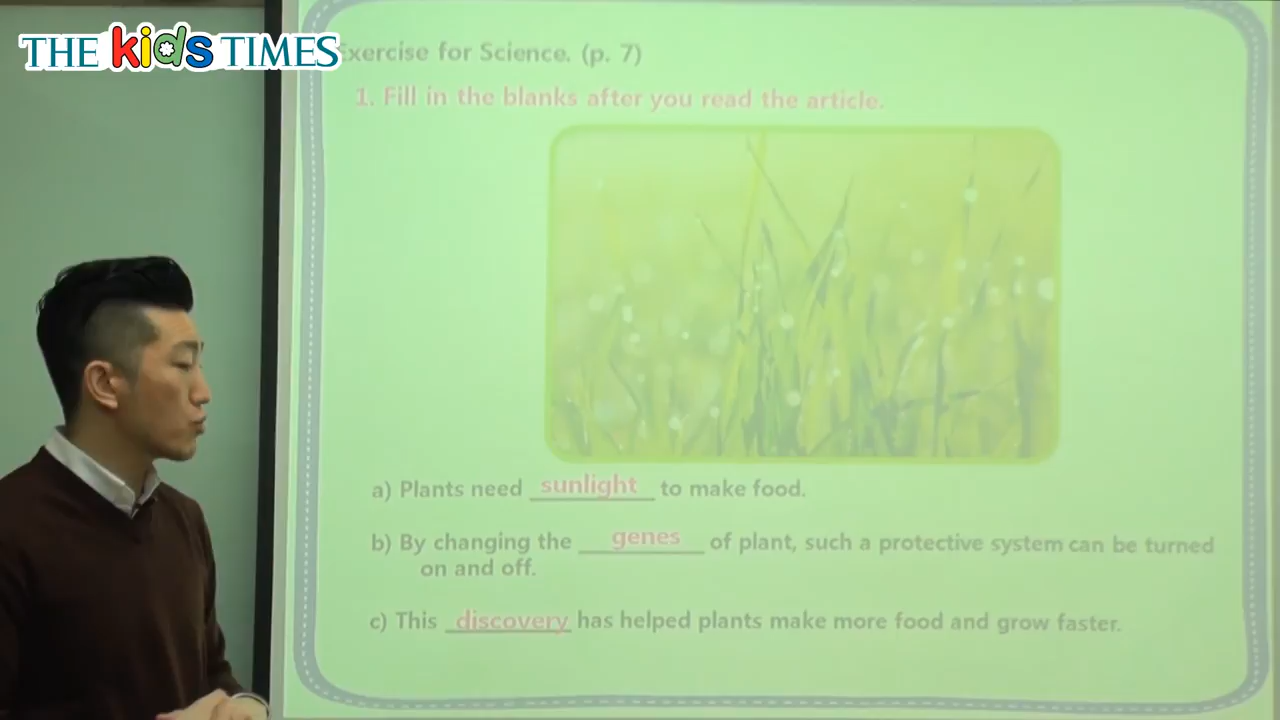 THE kids TIMES
Exercise for Science. (p. 7)
1. Fill in the blanks after you read the article.
a) Plants need sunlight to make food.
b) By changing the genes of plant, such a protective system can be turned
on and off.
c) This discovery has helped plants make more food and grow faster.